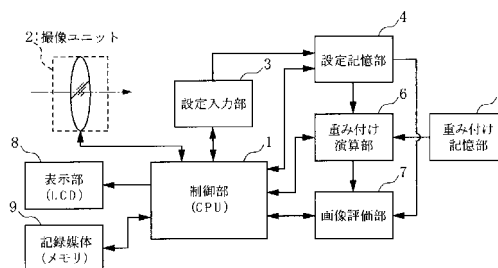 2:撮像ユニット
3
設定入力部
4
設定記憶部
6
重み付け
演算部
重み付け
記憶部
1
制御部
(CPU)
7
画像評価部
8
表示部
(LCD)
9
記録媒体
(メモリ)